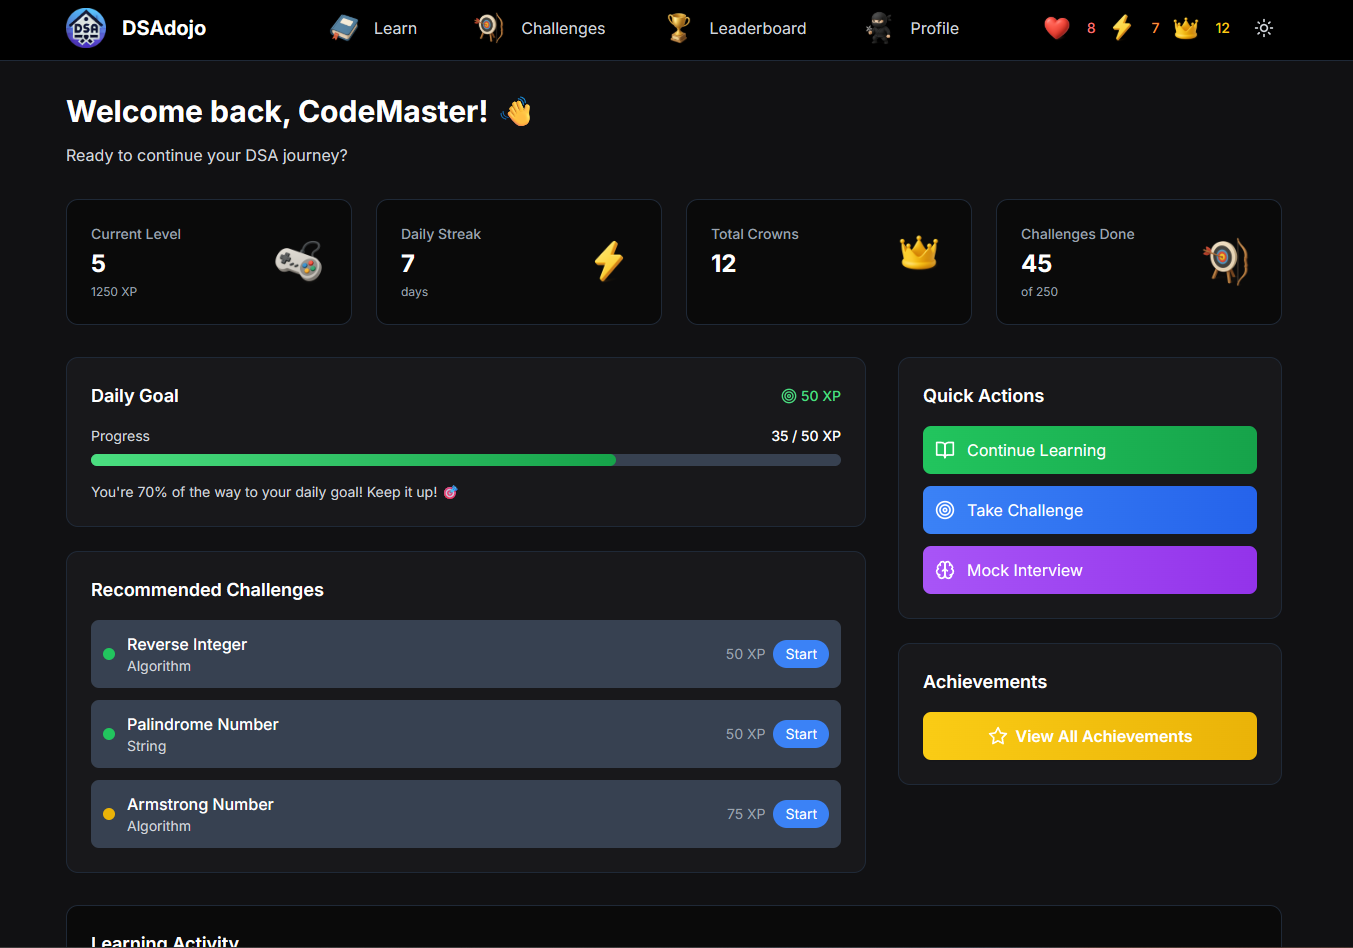 DSA
DSAdojo
Learn
Challenges
Leaderboard
Profile
8
7
12
Welcome back, CodeMaster! 👋
Ready to continue your DSA journey?
Current Level
5
1250 XP
Daily Streak
7
days
Total Crowns
12
Challenges Done
45
of 250
Daily Goal
50 XP
Progress
35 / 50 XP
You're 70% of the way to your daily goal! Keep it up! 🎯
Quick Actions
Continue Learning
Take Challenge
Mock Interview
Recommended Challenges
Reverse Integer
Algorithm
50 XP
Start
Palindrome Number
String
50 XP
Start
Armstrong Number
Algorithm
75 XP
Start
Achievements
View All Achievements
Learning Activity